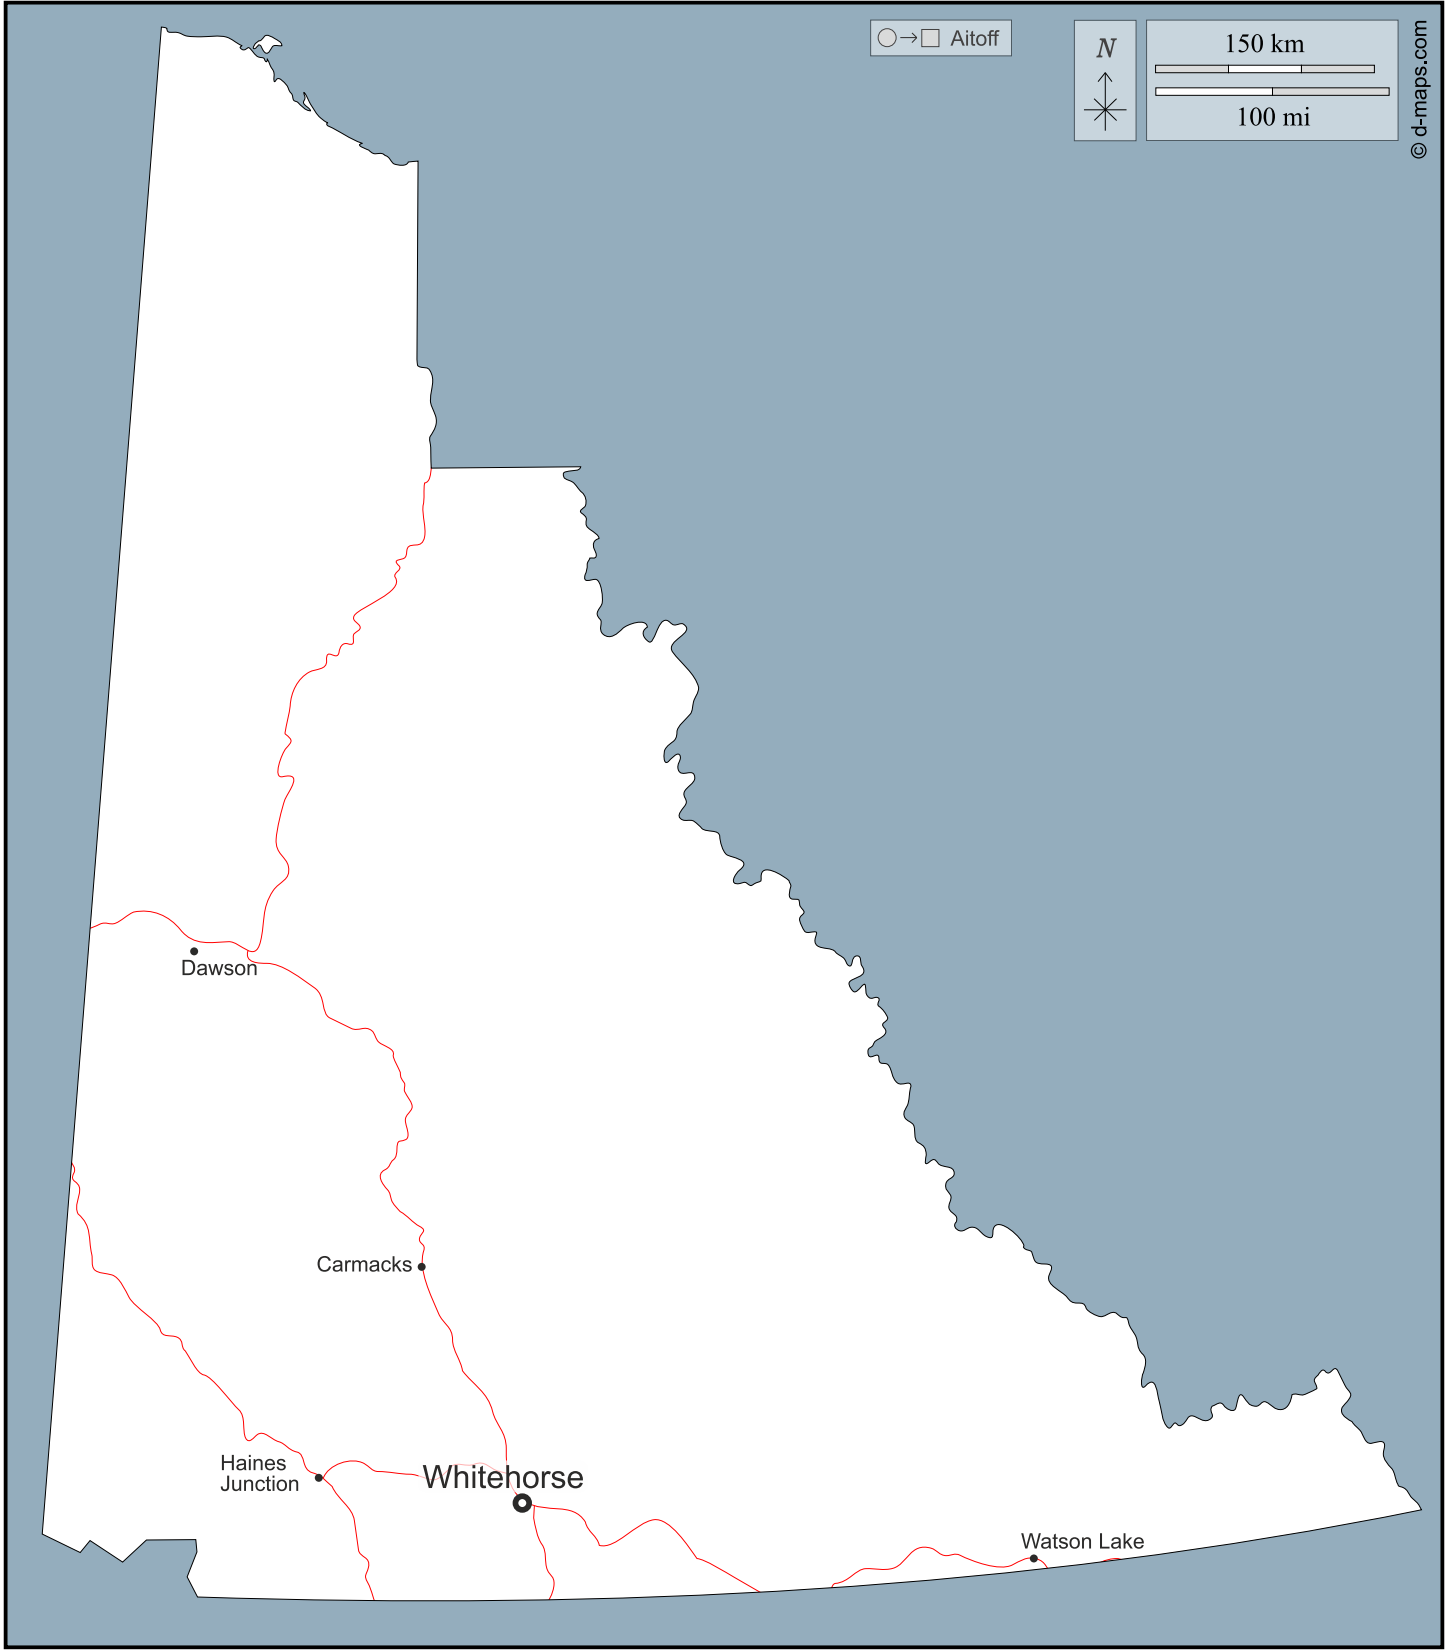 Aitoff
N
150 km
100 mi
© d-maps.com
Dawson
Carmacks
Haines
Junction
Whitehorse
Watson Lake